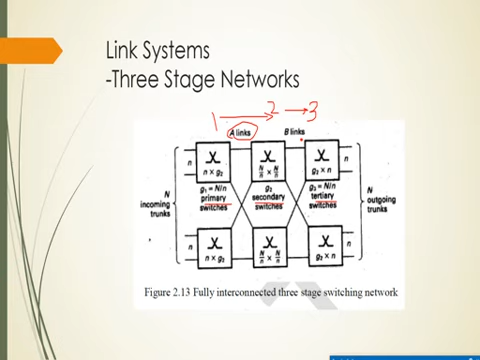 Link Systems
-Three Stage Networks
1 2 3
A links B links
n n × g₂ N/n × N/n g₂ × n n
g₁ = N/n primary switches
g₂ secondary switches
g₃ = N/n tertiary switches
N incoming trunks
N outgoing trunks
n n × g₂ N/n × N/n g₂ × n n
Figure 2.13 Fully interconnected three stage switching network